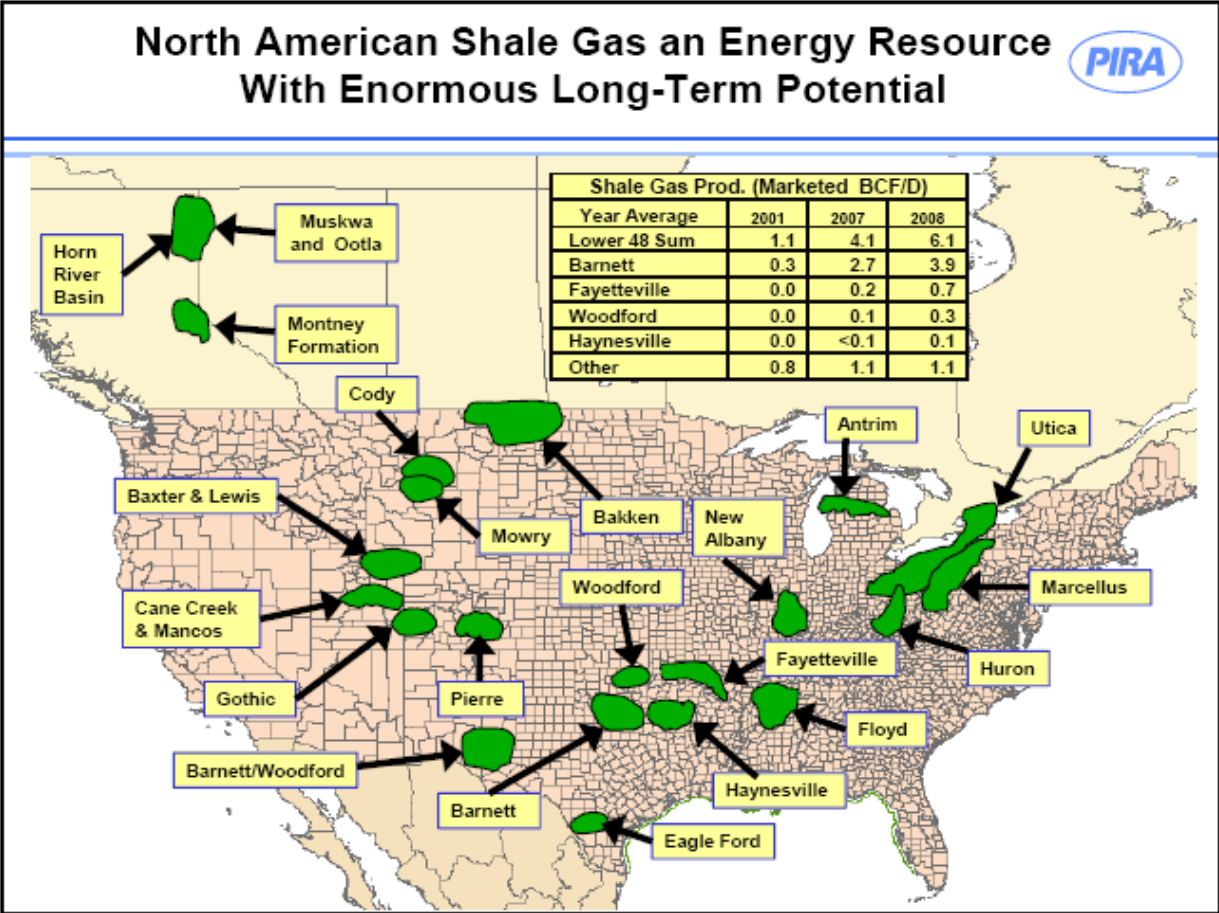 North American Shale Gas an Energy Resource
With Enormous Long-Term Potential
PIRA
Shale Gas Prod. (Marketed BCF/D)
Year Average 2001 2007 2008
Lower 48 Sum 1.1 4.1 6.1
Barnett 0.3 2.7 3.9
Fayetteville 0.0 0.2 0.7
Woodford 0.0 0.1 0.3
Haynesville 0.0 <0.1 0.1
Other 0.8 1.1 1.1
Muskwa
and Ootla
Horn
River
Basin
Montney
Formation
Cody
Antrim
Utica
Baxter & Lewis
Bakken
New
Albany
Mowry
Woodford
Marcellus
Cane Creek
& Mancos
Fayetteville
Huron
Gothic
Pierre
Floyd
Barnett/Woodford
Haynesville
Barnett
Eagle Ford